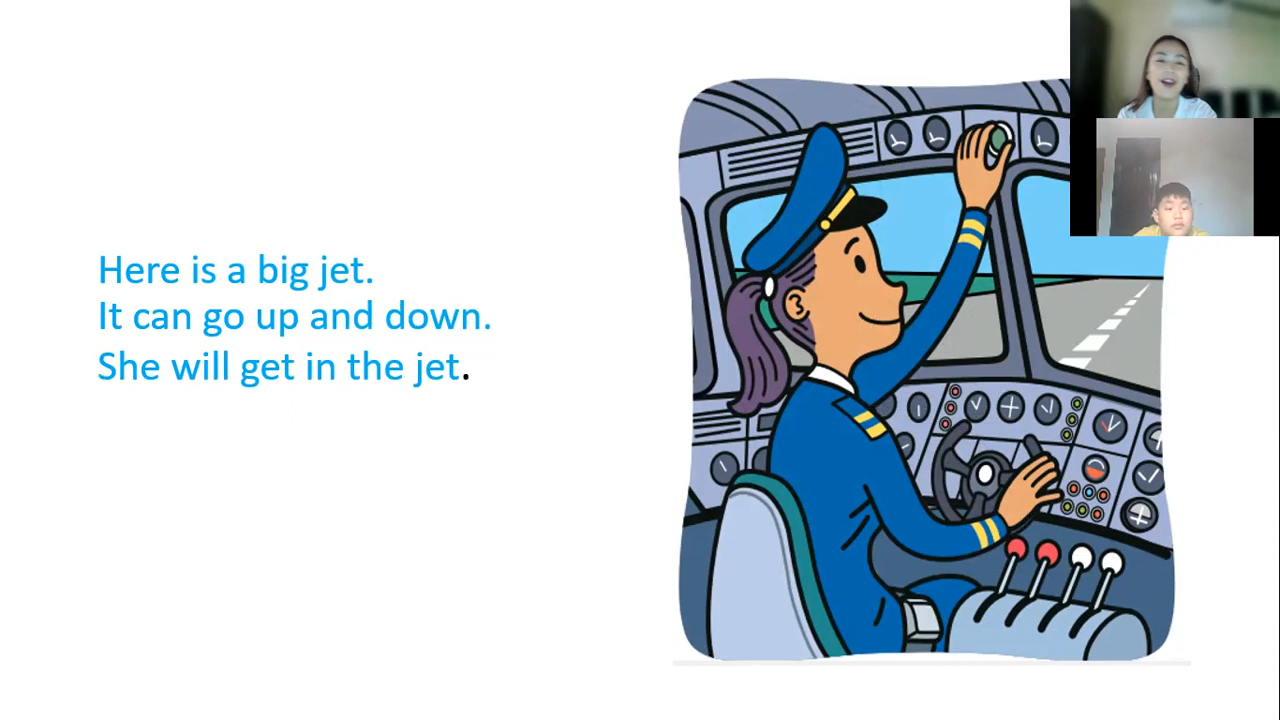 Here is a big jet.
It can go up and down.
She will get in the jet.